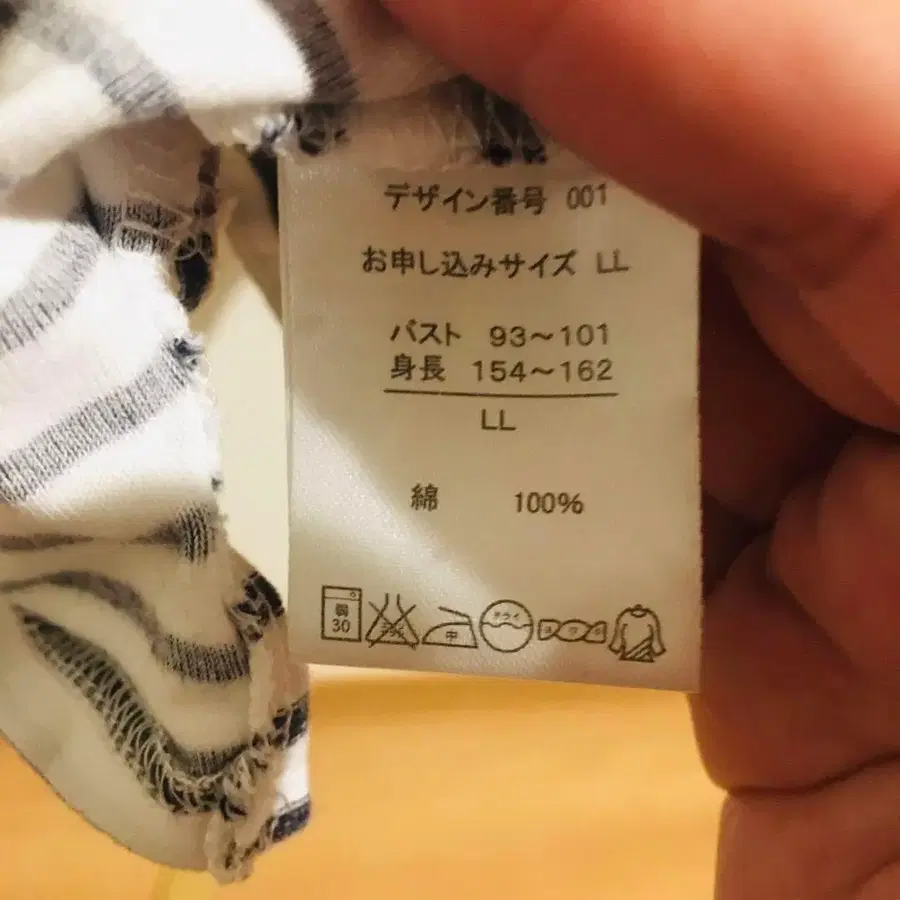 デザイン番号 001
お申し込みサイズ LL
バスト 93～101
身長 154～162
LL
綿 100%
弱
30
中
ドライ